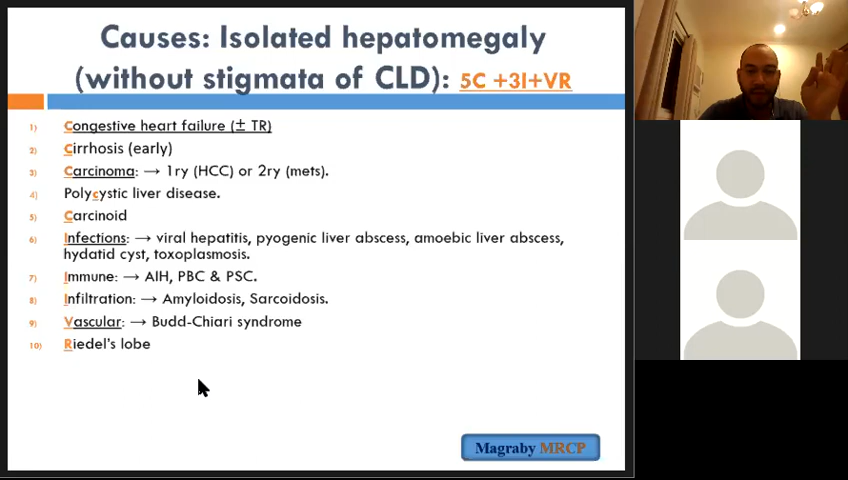 Causes: Isolated hepatomegaly
(without stigmata of CLD): 5C +3I+VR
1) Congestive heart failure (± TR)
2) Cirrhosis (early)
3) Carcinoma: → 1ry (HCC) or 2ry (mets).
4) Polycystic liver disease.
5) Carcinoid
6) Infections: → viral hepatitis, pyogenic liver abscess, amoebic liver abscess,
hydatid cyst, toxoplasmosis.
7) Immune: → AIH, PBC & PSC.
8) Infiltration: → Amyloidosis, Sarcoidosis.
9) Vascular: → Budd-Chiari syndrome
10) Riedel's lobe
Magraby MRCP